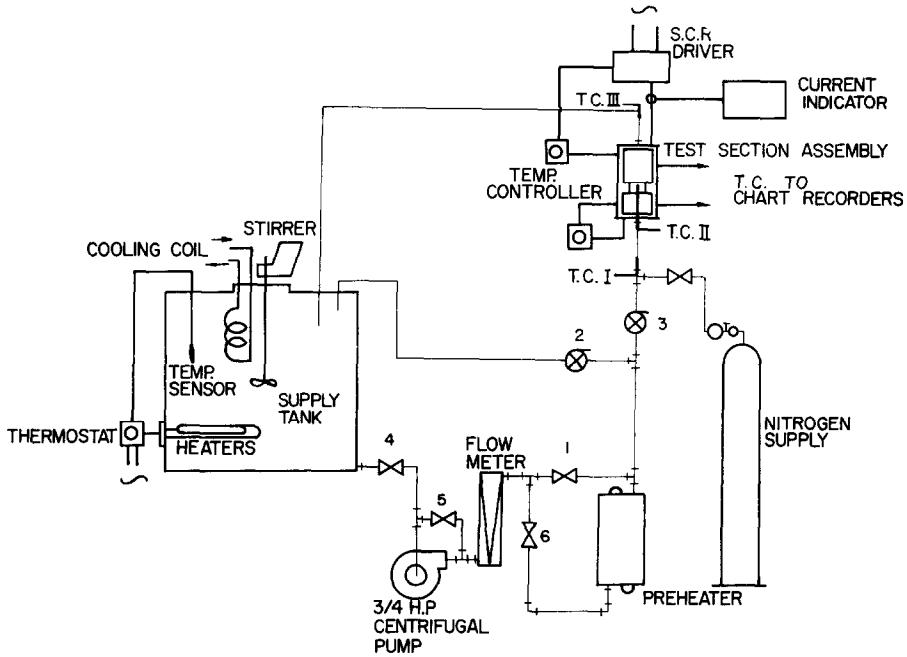 S.C.R
DRIVER
T.C. III
CURRENT
INDICATOR
TEST SECTION ASSEMBLY
TEMP.
CONTROLLER
T.C. TO
CHART RECORDERS
T.C. II
STIRRER
COOLING COIL
T.C. I
3
2
TEMP.
SENSOR
SUPPLY
TANK
THERMOSTAT
HEATERS
NITROGEN
SUPPLY
4
FLOW
METER
1
5
6
PREHEATER
3/4 H.P
CENTRIFUGAL
PUMP